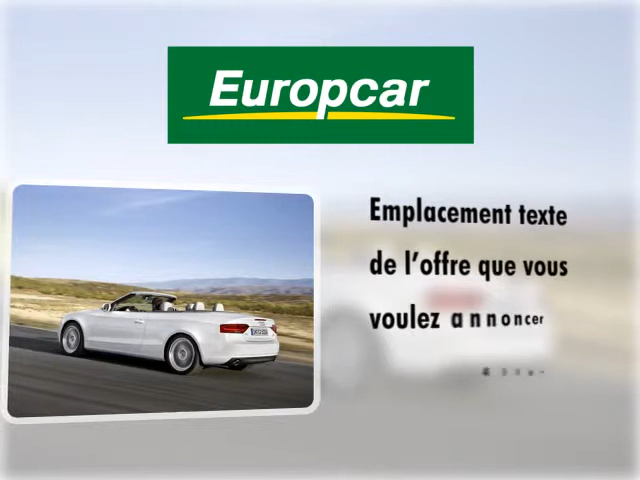 Europcar
Emplacement texte
de l'offre que vous
voulez annoncer